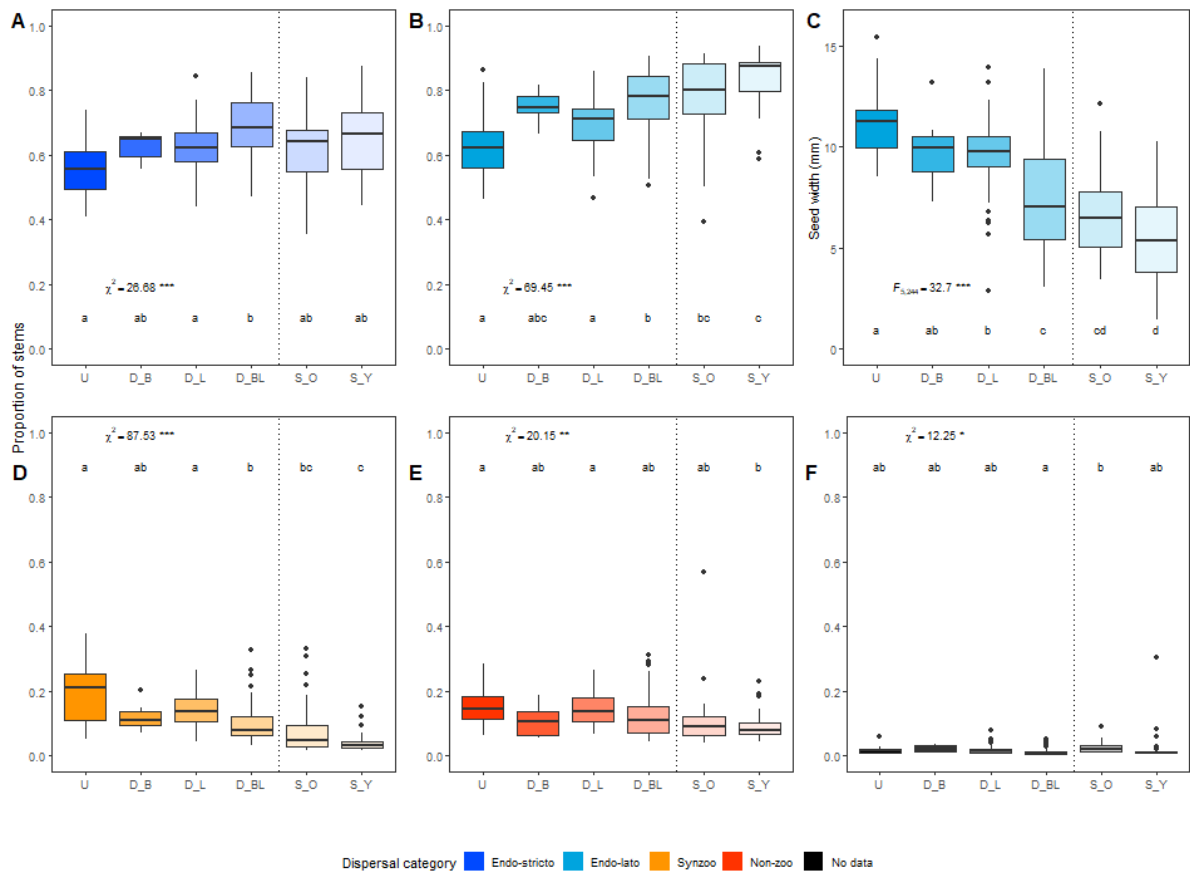 A
1.0
0.8
0.6
0.4
0.2
0.0
χ² = 26.68 ***
a ab ab b ab ab
U D_B D_L D_BL S_O S_Y
B
1.0
0.8
0.6
0.4
0.2
0.0
χ² = 69.45 ***
a abc a b bc c
U D_B D_L D_BL S_O S_Y
C
Seed width (mm)
15
10
5
0
F5,244 = 32.7 ***
a ab b c cd d
U D_B D_L D_BL S_O S_Y
Proportion of stems
D
1.0
0.8
0.6
0.4
0.2
0.0
χ² = 87.53 ***
a ab a b bc c
U D_B D_L D_BL S_O S_Y
E
1.0
0.8
0.6
0.4
0.2
0.0
χ² = 20.15 **
a ab a ab ab b
U D_B D_L D_BL S_O S_Y
F
1.0
0.8
0.6
0.4
0.2
0.0
χ² = 12.25 *
ab ab ab a b ab
U D_B D_L D_BL S_O S_Y
Dispersal category Endo-stricto Endo-lato Synzoo Non-zoo No data